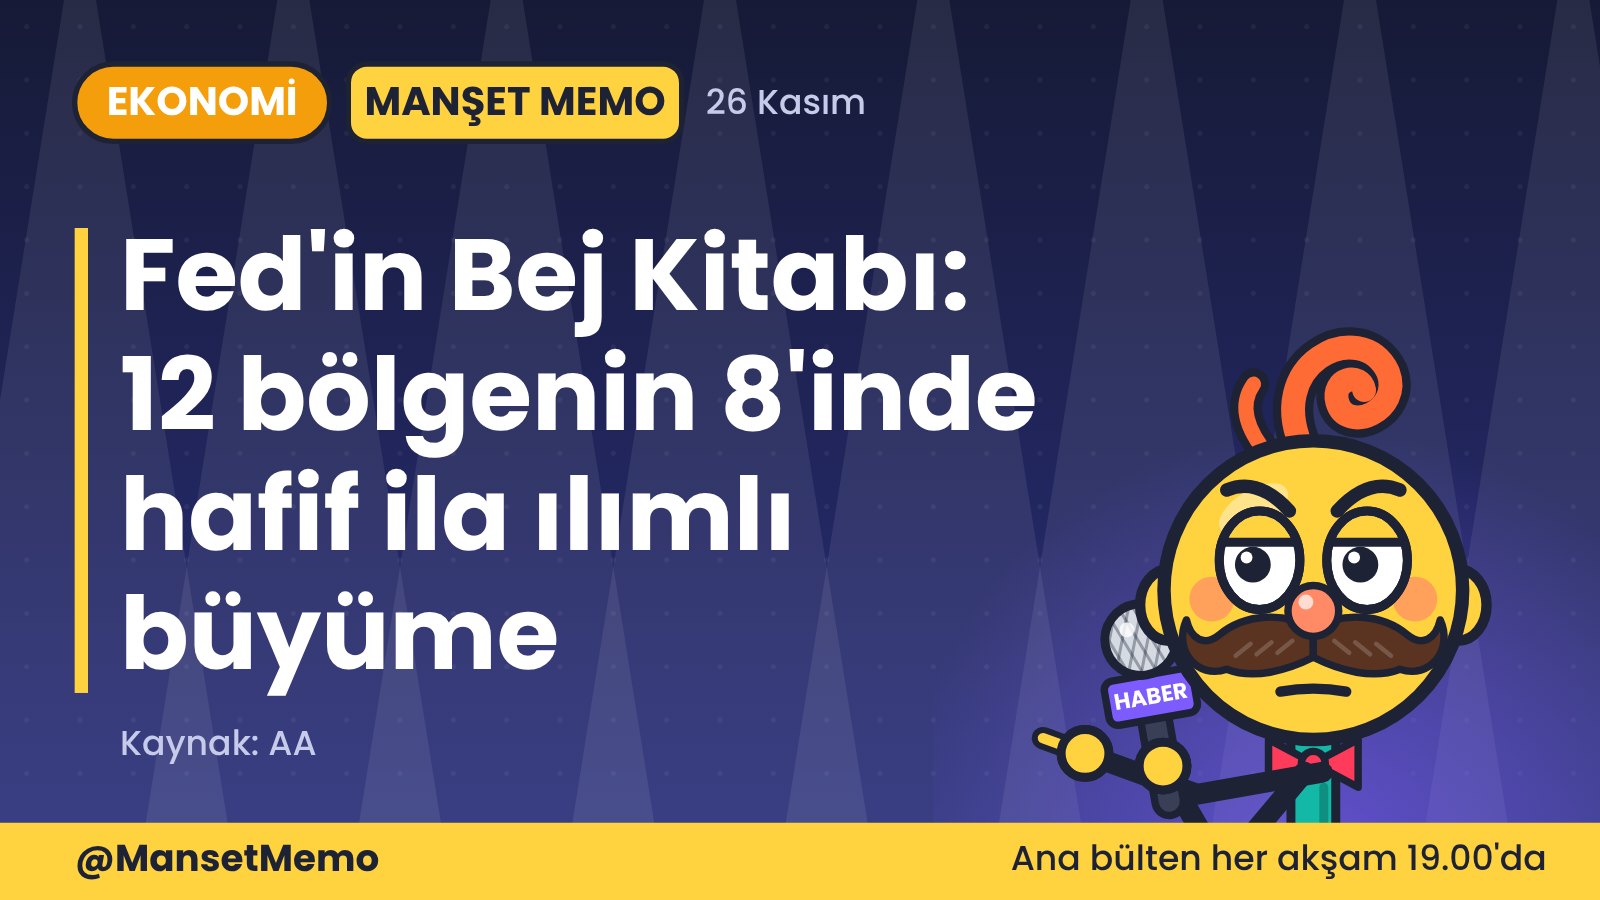 EKONOMİ
MANŞET MEMO
26 Kasım
Fed'in Bej Kitabı:
12 bölgenin 8'inde
hafif ila ılımlı
büyüme
Kaynak: AA
HABER
@MansetMemo
Ana bülten her akşam 19.00'da